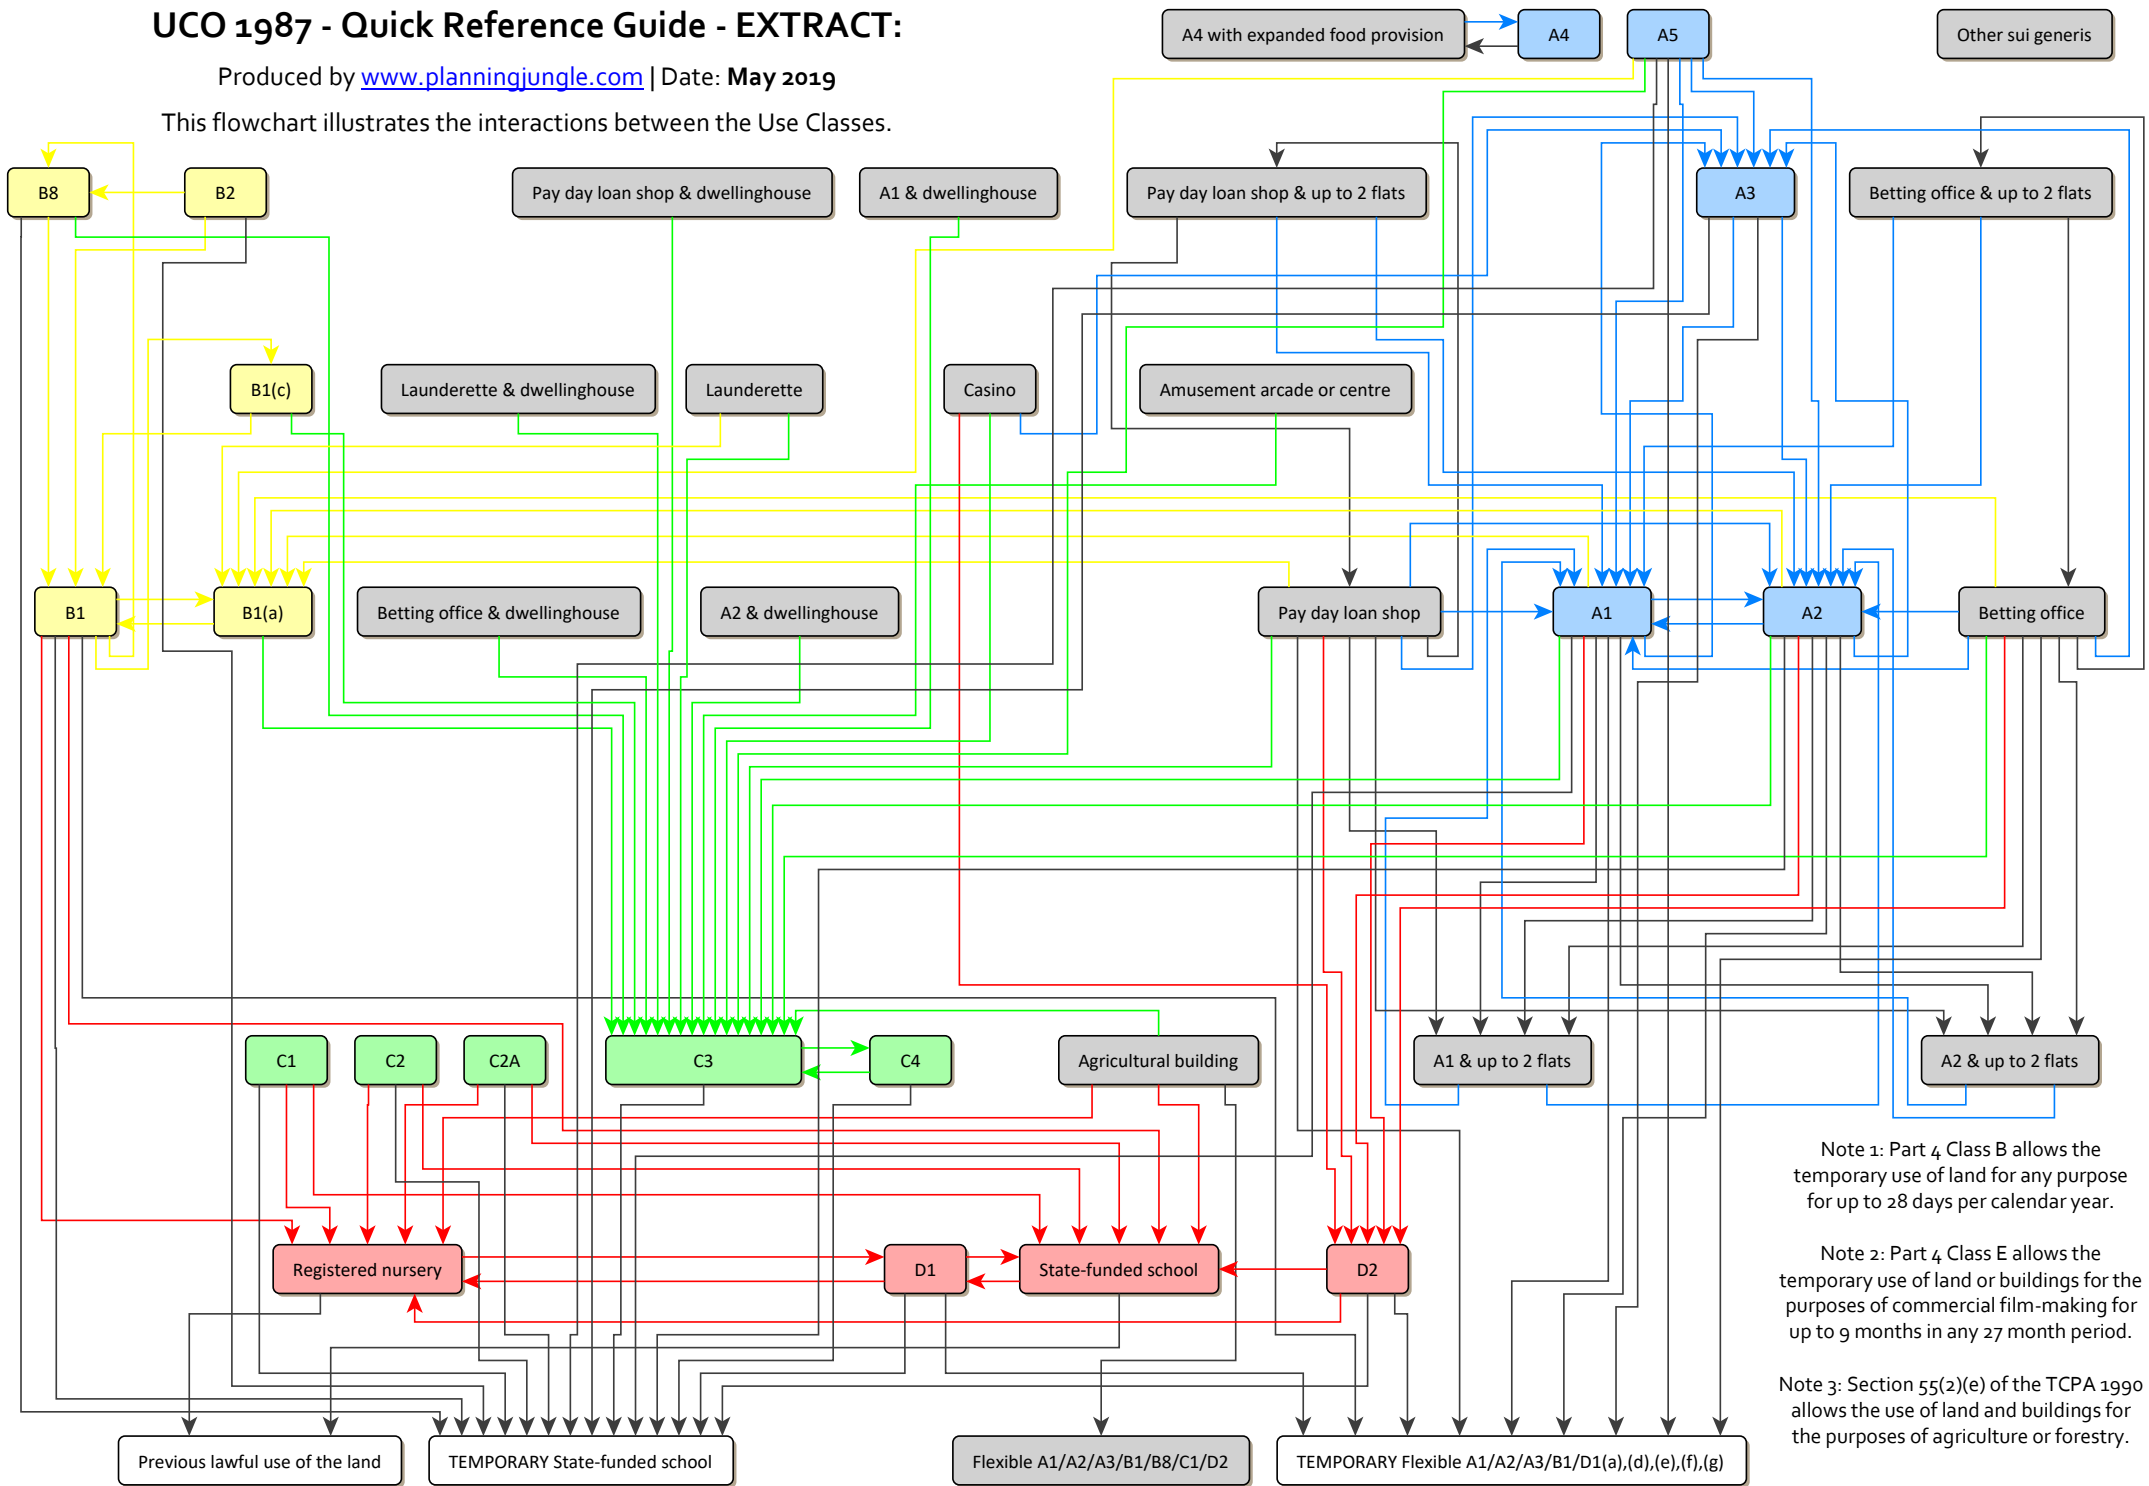 UCO 1987 - Quick Reference Guide - EXTRACT:
Produced by www.planningjungle.com | Date: May 2019
This flowchart illustrates the interactions between the Use Classes.
A4 with expanded food provision
A4
A5
Other sui generis
B8
B2
Pay day loan shop & dwellinghouse
A1 & dwellinghouse
Pay day loan shop & up to 2 flats
A3
Betting office & up to 2 flats
B1(c)
Launderette & dwellinghouse
Launderette
Casino
Amusement arcade or centre
B1
B1(a)
Betting office & dwellinghouse
A2 & dwellinghouse
Pay day loan shop
A1
A2
Betting office
C1
C2
C2A
C3
C4
Agricultural building
A1 & up to 2 flats
A2 & up to 2 flats
Note 1: Part 4 Class B allows the
temporary use of land for any purpose
for up to 28 days per calendar year.
Note 2: Part 4 Class E allows the
temporary use of land or buildings for the
purposes of commercial film-making for
up to 9 months in any 27 month period.
Note 3: Section 55(2)(e) of the TCPA 1990
allows the use of land and buildings for
the purposes of agriculture or forestry.
Registered nursery
D1
State-funded school
D2
Previous lawful use of the land
TEMPORARY State-funded school
Flexible A1/A2/A3/B1/B8/C1/D2
TEMPORARY Flexible A1/A2/A3/B1/D1(a),(d),(e),(f),(g)